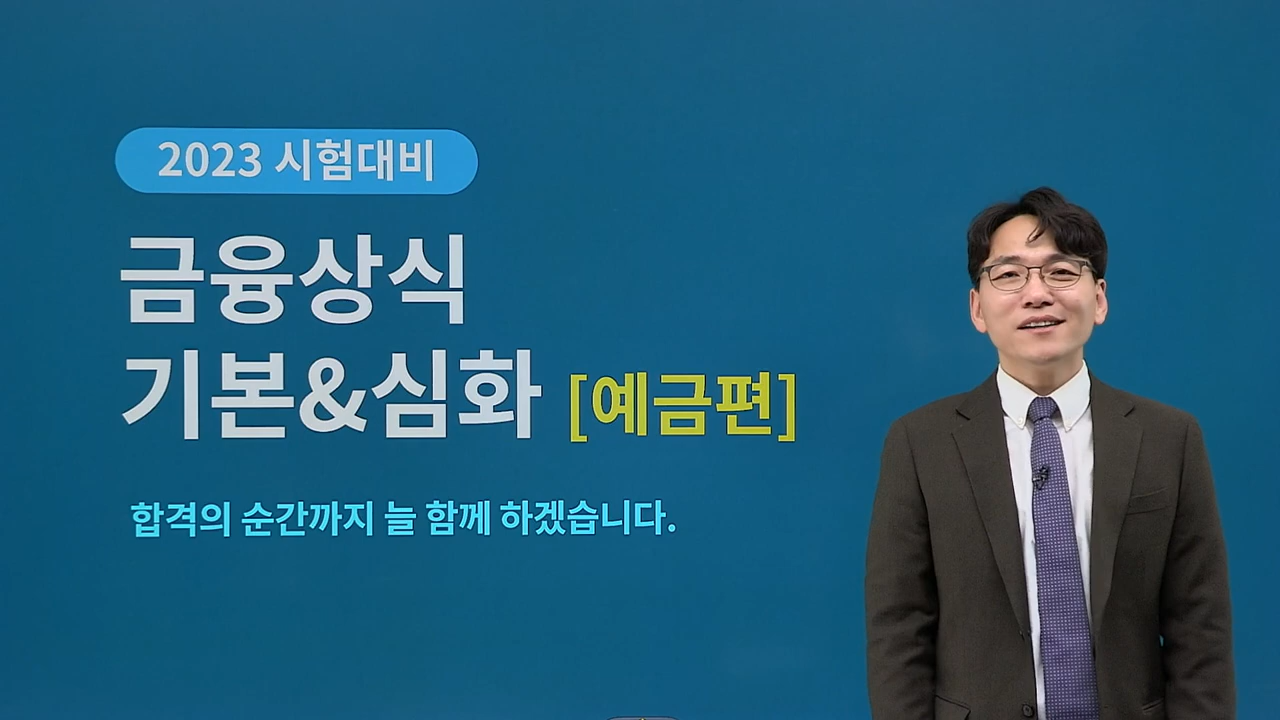 2023 시험대비
금융상식
기본&심화 [예금편]
합격의 순간까지 늘 함께 하겠습니다.